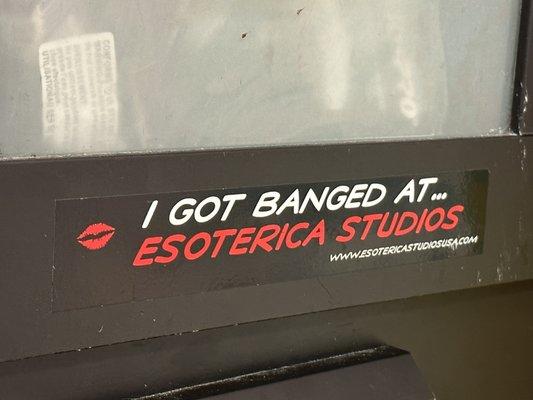 I GOT BANGED AT...
ESOTERICA STUDIOS
WWW.ESOTERICASTUDIOSUSA.COM